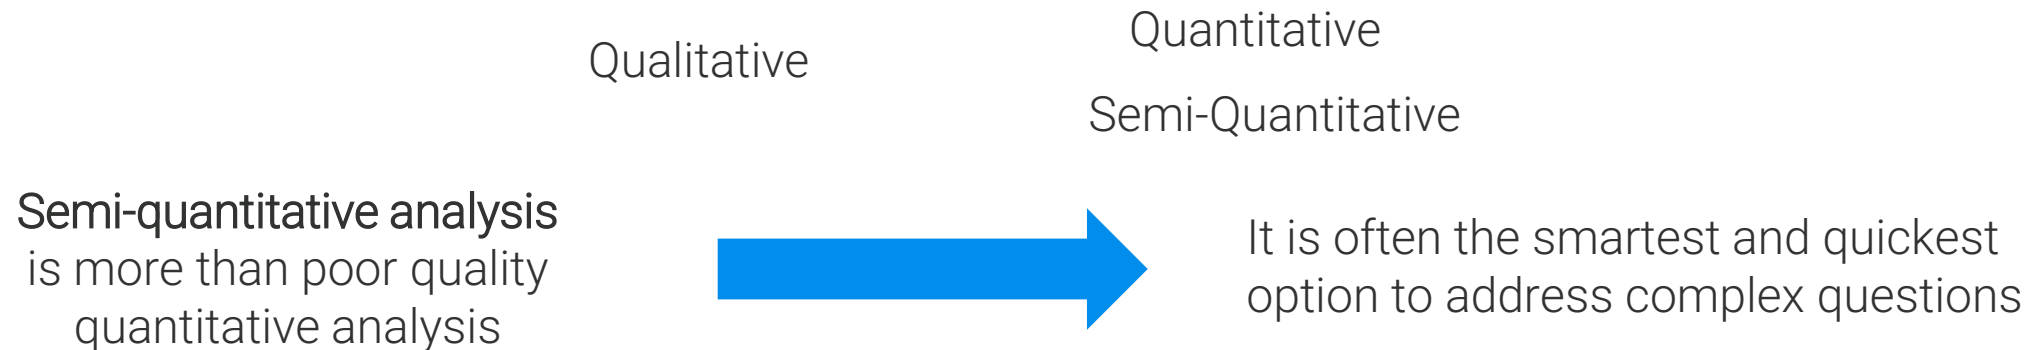 Qualitative
Quantitative
Semi-Quantitative
Semi-quantitative analysis
is more than poor quality
quantitative analysis
It is often the smartest and quickest
option to address complex questions